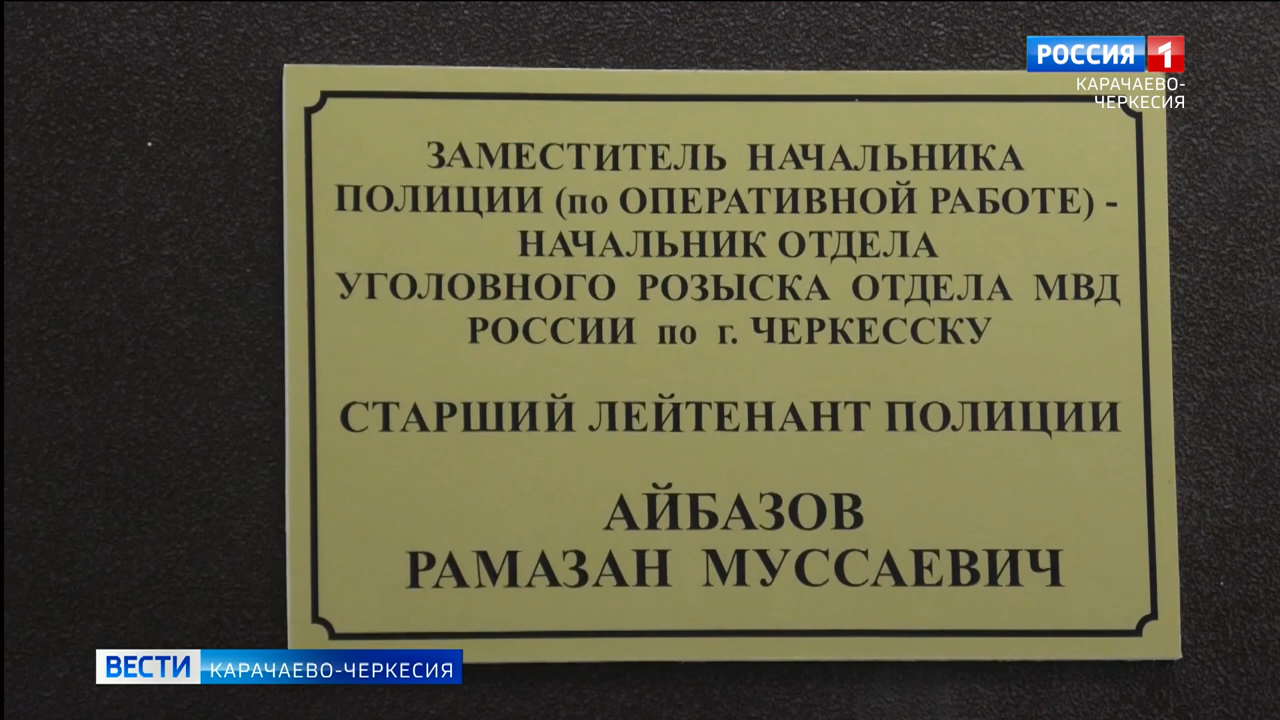 РОССИЯ 1
КАРАЧАЕВО-
ЧЕРКЕСИЯ
ЗАМЕСТИТЕЛЬ НАЧАЛЬНИКА
ПОЛИЦИИ (по ОПЕРАТИВНОЙ РАБОТЕ) -
НАЧАЛЬНИК ОТДЕЛА
УГОЛОВНОГО РОЗЫСКА ОТДЕЛА МВД
РОССИИ по г. ЧЕРКЕССКУ
СТАРШИЙ ЛЕЙТЕНАНТ ПОЛИЦИИ
АЙБАЗОВ
РАМАЗАН МУССАЕВИЧ
ВЕСТИ КАРАЧАЕВО-ЧЕРКЕСИЯ